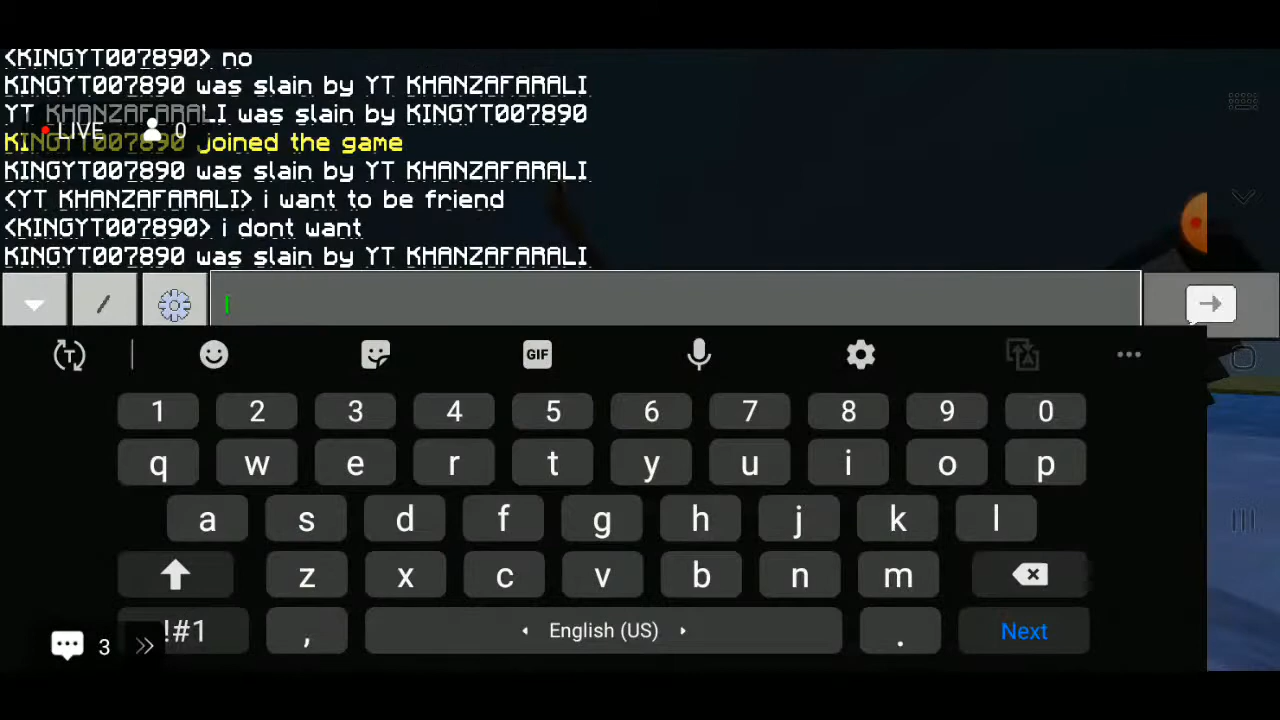 <KINGYT007890> no
KINGYT007890 was slain by YT KHANZAFARALI
YT KHANZAFARALI was slain by KINGYT007890
LIVE 0
KINGYT007890 joined the game
KINGYT007890 was slain by YT KHANZAFARALI
<YT KHANZAFARALI> i want to be friend
<KINGYT007890> i dont want
KINGYT007890 was slain by YT KHANZAFARALI
/
T GIF A
1 2 3 4 5 6 7 8 9 0
q w e r t y u i o p
a s d f g h j k l
z x c v b n m
!#1 , English (US) . Next
3